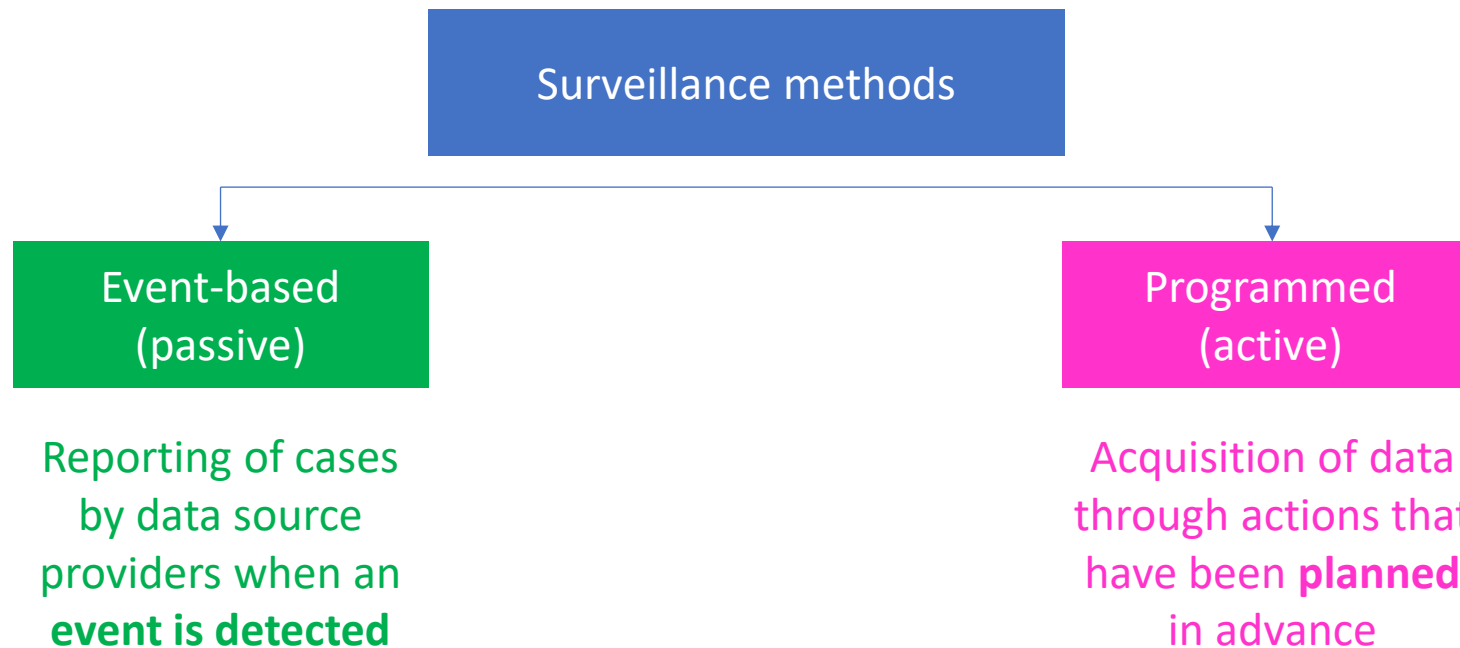 Surveillance methods
Event-based
(passive)
Programmed
(active)
Reporting of cases
by data source
providers when an
event is detected
Acquisition of data
through actions that
have been planned
in advance